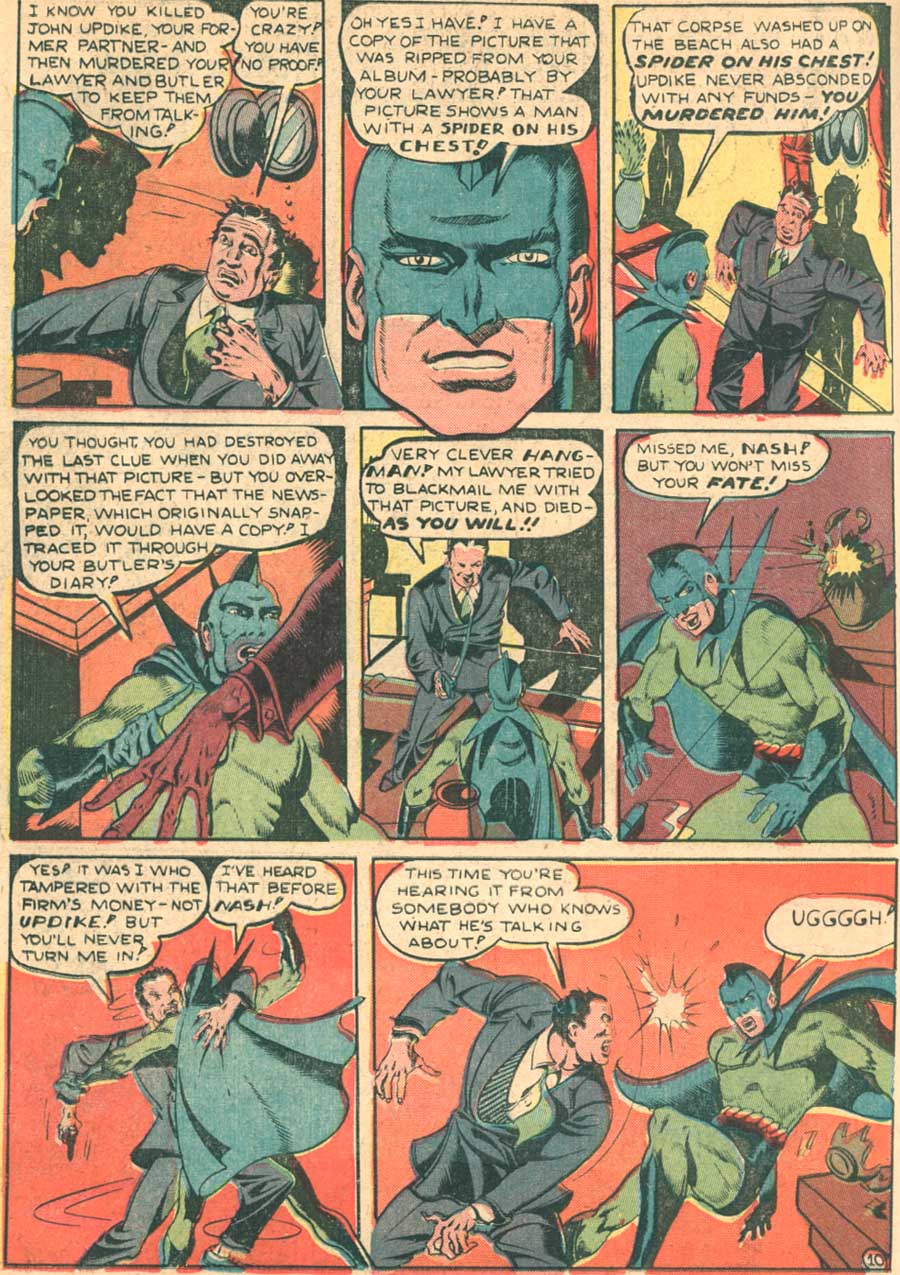 I KNOW YOU KILLED
JOHN UPDIKE, YOUR FOR-
MER PARTNER-AND
THEN MURDERED YOUR
LAWYER AND BUTLER
TO KEEP THEM
FROM TALK-
ING!
YOU'RE
CRAZY!
YOU HAVE
NO PROOF!
OH YES I HAVE! I HAVE A
COPY OF THE PICTURE THAT
WAS RIPPED FROM YOUR
ALBUM-PROBABLY BY
YOUR LAWYER! THAT
PICTURE SHOWS A MAN
WITH A SPIDER ON HIS
CHEST!
THAT CORPSE WASHED UP ON
THE BEACH ALSO HAD A
SPIDER ON HIS CHEST!
UPDIKE NEVER ABSCONDED
WITH ANY FUNDS-YOU
MURDERED HIM!
YOU THOUGHT, YOU HAD DESTROYED
THE LAST CLUE WHEN YOU DID AWAY
WITH THAT PICTURE-BUT YOU OVER-
LOOKED THE FACT THAT THE NEWS-
PAPER, WHICH ORIGINALLY SNAP-
PED IT, WOULD HAVE A COPY! I
TRACED IT THROUGH
YOUR BUTLER'S
DIARY!
VERY CLEVER HANG-
MAN! MY LAWYER TRIED
TO BLACKMAIL ME WITH
THAT PICTURE, AND DIED-
AS YOU WILL!!
MISSED ME, NASH!
BUT YOU WON'T MISS
YOUR FATE!
YES! IT WAS I WHO
TAMPERED WITH THE
FIRM'S MONEY-NOT
UPDIKE! BUT
YOU'LL NEVER
TURN ME IN!
I'VE HEARD
THAT BEFORE
NASH!
THIS TIME YOU'RE
HEARING IT FROM
SOMEBODY WHO KNOWS
WHAT HE'S TALKING
ABOUT!
UGGGGH!
10